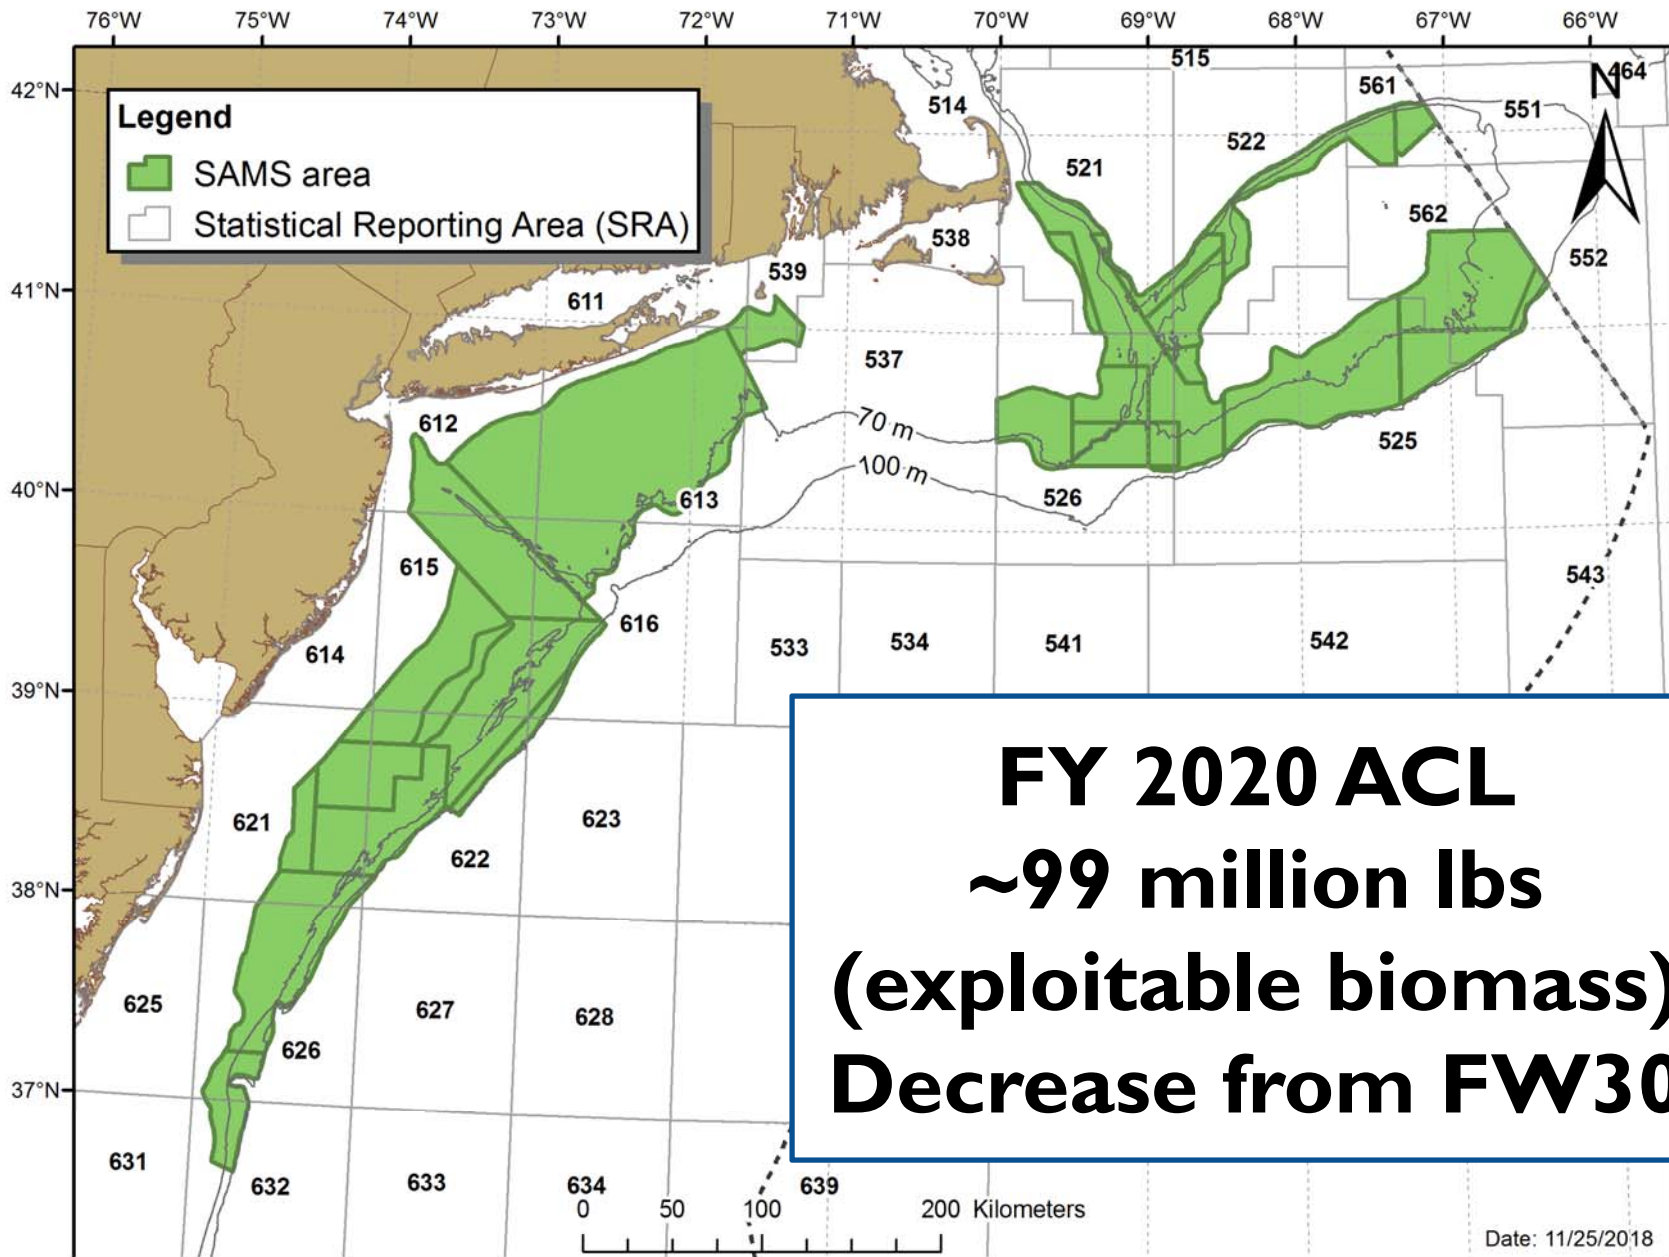 76°W 75°W 74°W 73°W 72°W 71°W 70°W 69°W 68°W 67°W 66°W
42°N
41°N
40°N
39°N
38°N
37°N
Legend
SAMS area
Statistical Reporting Area (SRA)
N
464
515
561
551
514
522
521
562
538
552
539
611
537
612
70 m
525
100 m
526
613
615
543
616
614
533
534
541
542
621
623
622
625
627
628
626
631
632
633
634
639
FY 2020 ACL
~99 million lbs
(exploitable biomass)
Decrease from FW30
0 50 100 200 Kilometers
Date: 11/25/2018